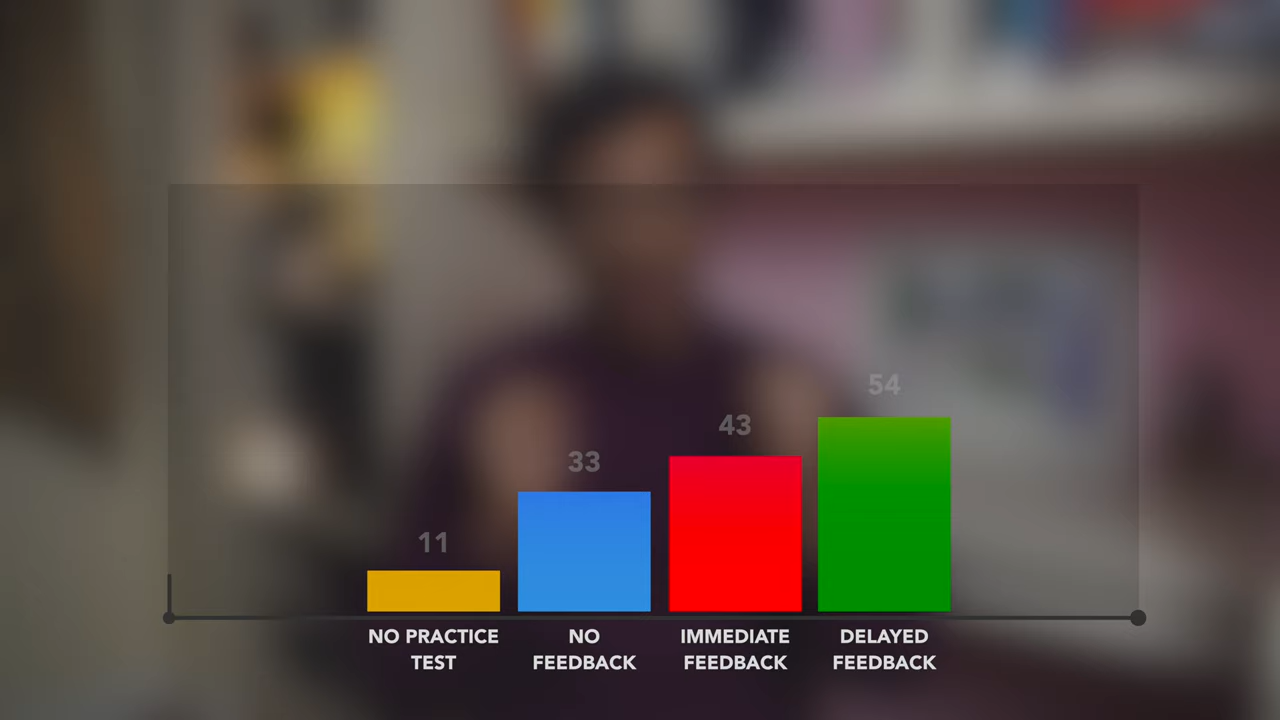 54
43
33
11
NO PRACTICE
TEST
NO
FEEDBACK
IMMEDIATE
FEEDBACK
DELAYED
FEEDBACK